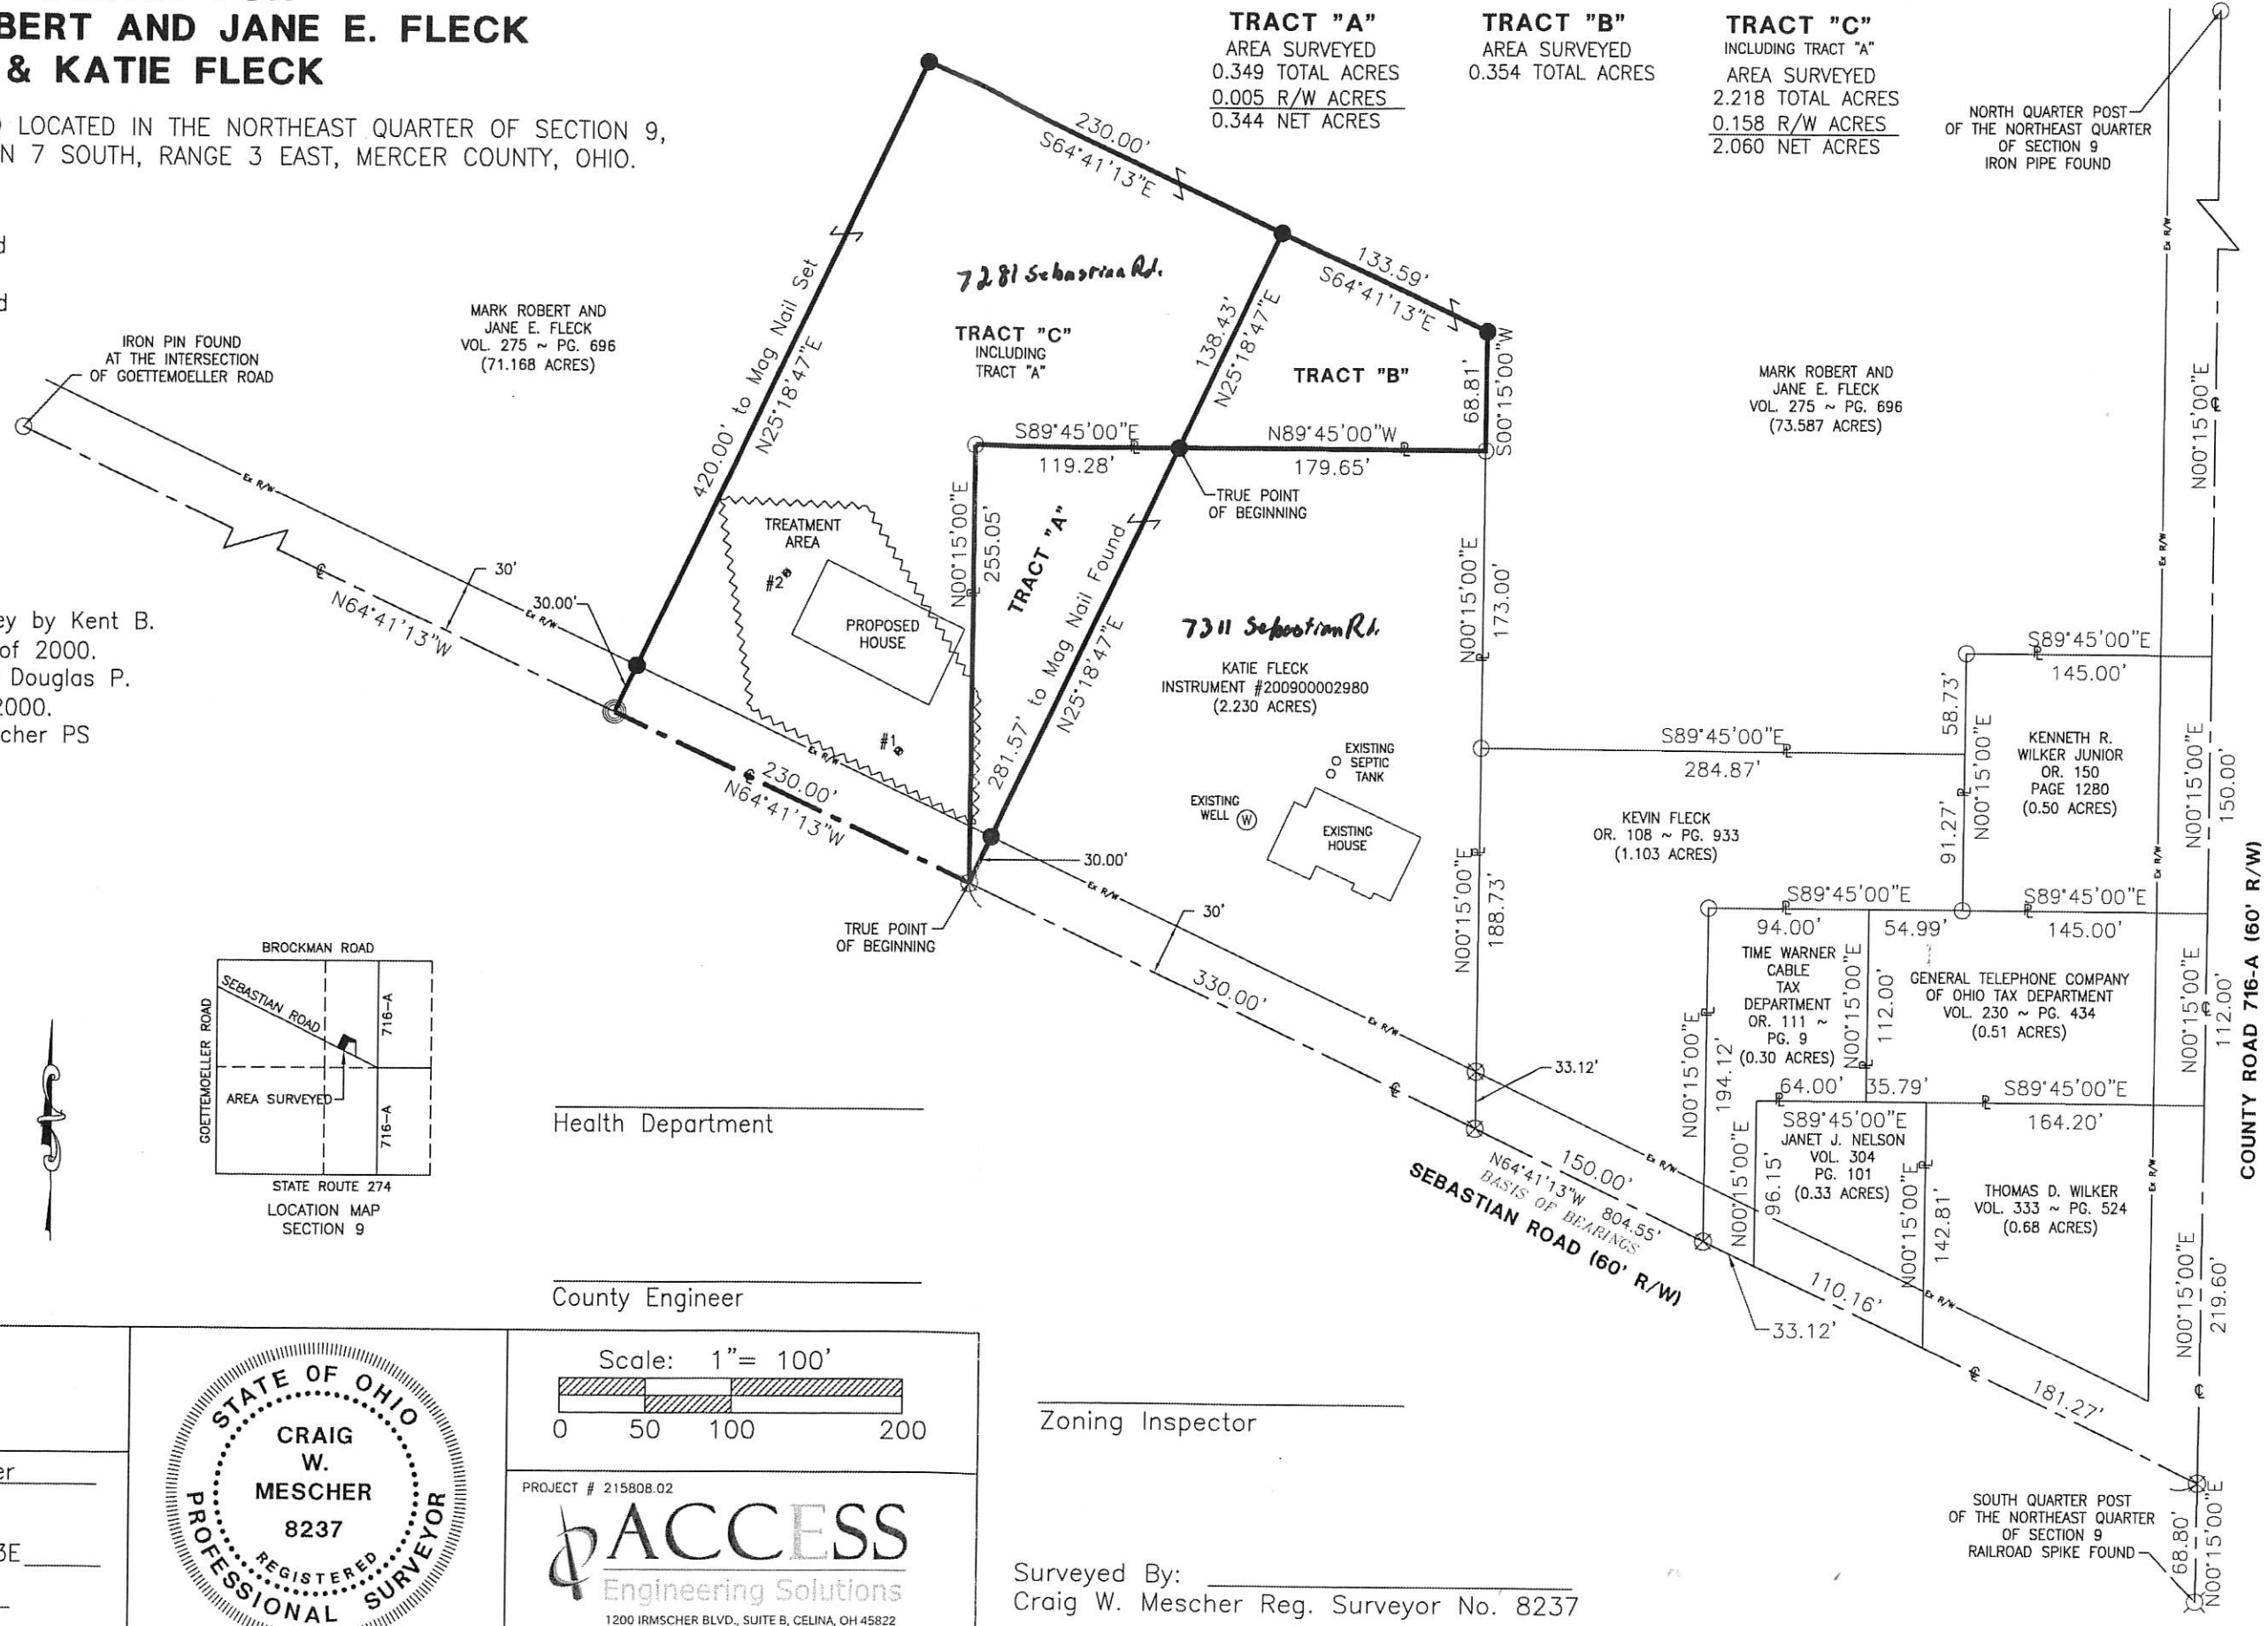 BERT AND JANE E. FLECK
& KATIE FLECK
LOCATED IN THE NORTHEAST QUARTER OF SECTION 9,
N 7 SOUTH, RANGE 3 EAST, MERCER COUNTY, OHIO.
TRACT "A"
AREA SURVEYED
0.349 TOTAL ACRES
0.005 R/W ACRES
0.344 NET ACRES
TRACT "B"
AREA SURVEYED
0.354 TOTAL ACRES
TRACT "C"
INCLUDING TRACT "A"
AREA SURVEYED
2.218 TOTAL ACRES
0.158 R/W ACRES
2.060 NET ACRES
NORTH QUARTER POST
OF THE NORTHEAST QUARTER
OF SECTION 9
IRON PIPE FOUND
d
d
IRON PIN FOUND
AT THE INTERSECTION
OF GOETTEMOELLER ROAD
MARK ROBERT AND
JANE E. FLECK
VOL. 275 ~ PG. 696
(71.168 ACRES)
230.00'
S64°41'13"E
420.00' to Mag Nail Set
N25°18'47"E
7281 Sebastian Rd.
TRACT "C"
INCLUDING
TRACT "A"
138.43'
N25°18'47"E
133.59'
S64°41'13"E
TRACT "B"
68.81'
S00°15'00"W
S89°45'00"E
119.28'
N89°45'00"W
179.65'
TRUE POINT
OF BEGINNING
MARK ROBERT AND
JANE E. FLECK
VOL. 275 ~ PG. 696
(73.587 ACRES)
Ex R/W
Ex R/W
Ex R/W
Ex R/W
N00°15'00"E
TREATMENT
AREA
#2
PROPOSED
HOUSE
#1
N00°15'00"E
255.05'
TRACT "A"
281.57' to Mag Nail Found
N25°18'47"E
Ex R/W
30'
N64°41'13"W
30.00'
Ex R/W
Ex R/W
230.00'
N64°41'13"W
30.00'
TRUE POINT
OF BEGINNING
7311 Sebastian Rd.
KATIE FLECK
INSTRUMENT #200900002980
(2.230 ACRES)
EXISTING
SEPTIC
TANK
EXISTING
WELL
W
EXISTING
HOUSE
N00°15'00"E
173.00'
N00°15'00"E
188.73'
S89°45'00"E
284.87'
KEVIN FLECK
OR. 108 ~ PG. 933
(1.103 ACRES)
S89°45'00"E
145.00'
58.73'
N00°15'00"E
91.27'
KENNETH R.
WILKER JUNIOR
OR. 150
PAGE 1280
(0.50 ACRES)
N00°15'00"E
150.00'
S89°45'00"E
94.00'
54.99'
S89°45'00"E
145.00'
TIME WARNER
CABLE
TAX
DEPARTMENT
OR. 111 ~
PG. 9
(0.30 ACRES)
N00°15'00"E
112.00'
GENERAL TELEPHONE COMPANY
OF OHIO TAX DEPARTMENT
VOL. 230 ~ PG. 434
(0.51 ACRES)
N00°15'00"E
112.00'
COUNTY ROAD 716-A (60' R/W)
N00°15'00"E
194.12'
64.00'
35.79'
S89°45'00"E
S89°45'00"E
164.20'
JANET J. NELSON
VOL. 304
PG. 101
(0.33 ACRES)
N00°15'00"E
96.15'
N00°15'00"E
142.81'
THOMAS D. WILKER
VOL. 333 ~ PG. 524
(0.68 ACRES)
Ex R/W
N00°15'00"E
219.60'
Ex R/W
30'
330.00'
Ex R/W
33.12'
150.00'
Ex R/W
N64°41'13"W 804.55'
BASIS OF BEARINGS
SEBASTIAN ROAD (60' R/W)
110.16'
33.12'
Ex R/W
181.27'
SOUTH QUARTER POST
OF THE NORTHEAST QUARTER
OF SECTION 9
RAILROAD SPIKE FOUND
68.80'
N00°15'00"E
ey by Kent B.
of 2000.
Douglas P.
2000.
cher PS
BROCKMAN ROAD
SEBASTIAN ROAD
GOETTEMOELLER ROAD
716-A
AREA SURVEYED
716-A
STATE ROUTE 274
LOCATION MAP
SECTION 9
Health Department
County Engineer
Zoning Inspector
Surveyed By:
Craig W. Mescher Reg. Surveyor No. 8237
er
3E
STATE OF OHIO
CRAIG
W.
MESCHER
8237
REGISTERED
PROFESSIONAL SURVEYOR
Scale: 1"= 100'
0 50 100 200
PROJECT # 215808.02
ACCESS
Engineering Solutions
1200 IRMSCHER BLVD., SUITE B, CELINA, OH 45822